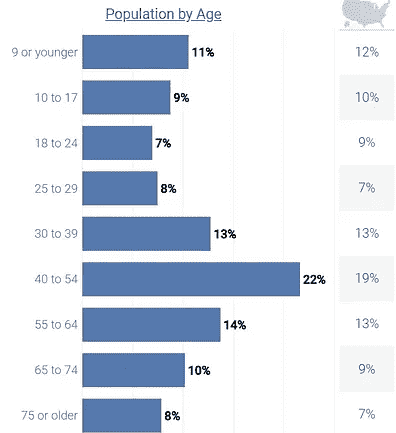 Population by Age
9 or younger 11% 12%
10 to 17 9% 10%
18 to 24 7% 9%
25 to 29 8% 7%
30 to 39 13% 13%
40 to 54 22% 19%
55 to 64 14% 13%
65 to 74 10% 9%
75 or older 8% 7%